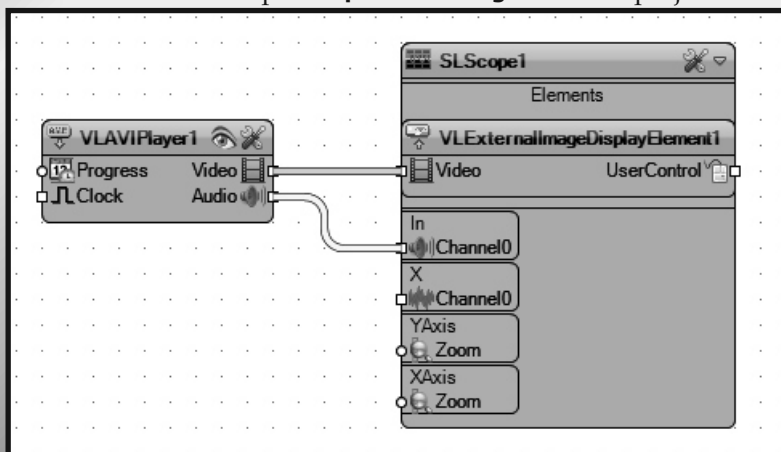 SLScope1
Elements
VLAVIPlayer1
VLExternalImageDisplayElement1
Progress Video
Video UserControl
Clock Audio
In
Channel0
X
Channel0
YAxis
Zoom
XAxis
Zoom